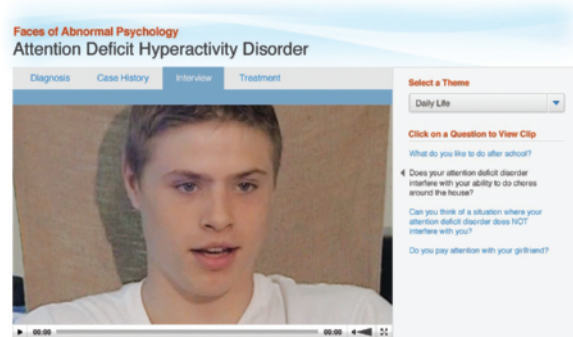 Faces of Abnormal Psychology
Attention Deficit Hyperactivity Disorder
Diagnosis Case History Interview Treatment
Select a Theme
Daily Life
Click on a Question to View Clip
What do you like to do after school?
Does your attention deficit disorder
interfere with your ability to do chores
around the house?
Can you think of a situation where your
attention deficit disorder does NOT
interfere with you?
Do you pay attention with your girlfriend?
00:00 00:00